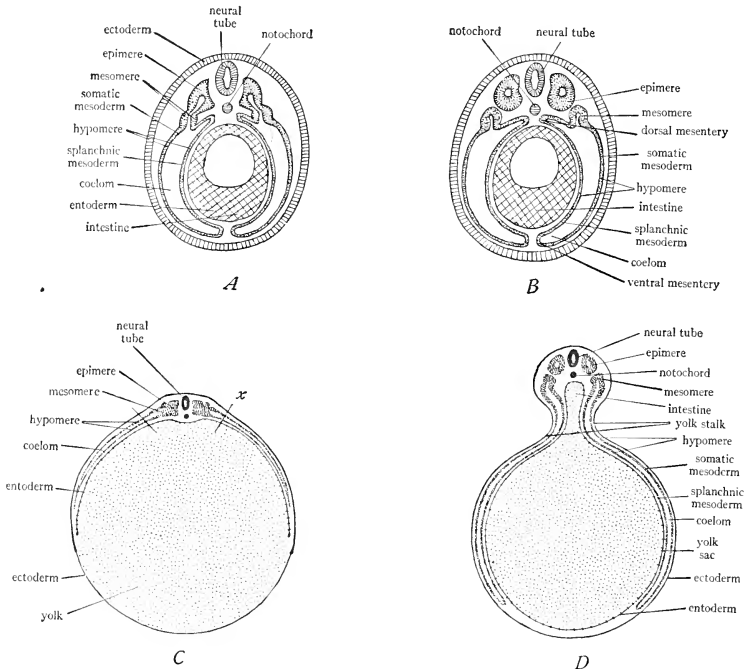 neural
tube
ectoderm
notochord
epimere
mesomere
somatic
mesoderm
hypomere
splanchnic
mesoderm
coelom
entoderm
intestine
A
notochord
neural tube
epimere
mesomere
dorsal mesentery
somatic
mesoderm
hypomere
intestine
splanchnic
mesoderm
coelom
ventral mesentery
B
neural
tube
epimere
mesomere
x
hypomere
coelom
entoderm
ectoderm
yolk
C
neural tube
epimere
notochord
mesomere
intestine
yolk stalk
hypomere
somatic
mesoderm
splanchnic
mesoderm
coelom
yolk
sac
ectoderm
entoderm
D